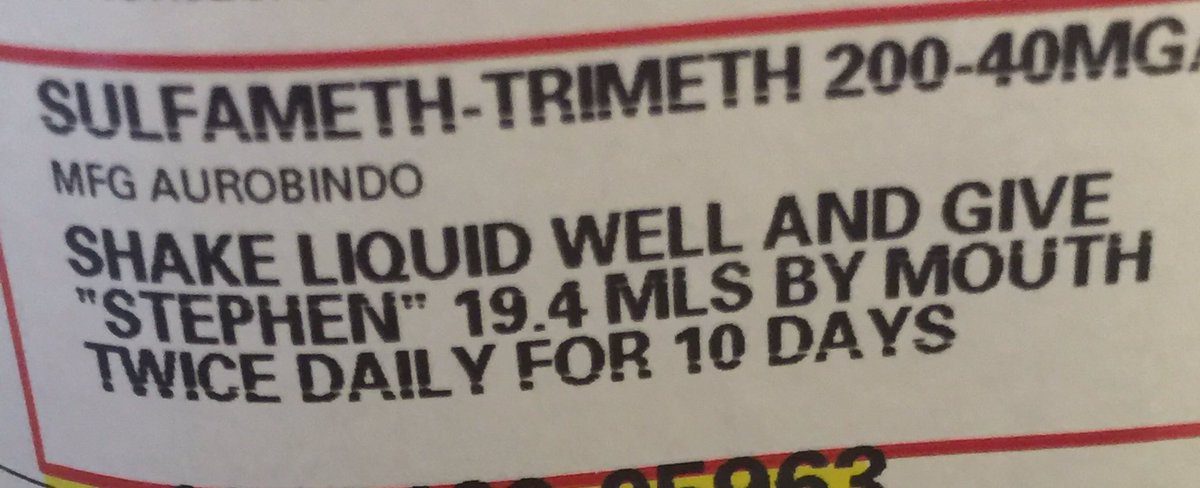 SULFAMETH-TRIMETH 200-40MG/
MFG AUROBINDO
SHAKE LIQUID WELL AND GIVE
"STEPHEN" 19.4 MLS BY MOUTH
TWICE DAILY FOR 10 DAYS